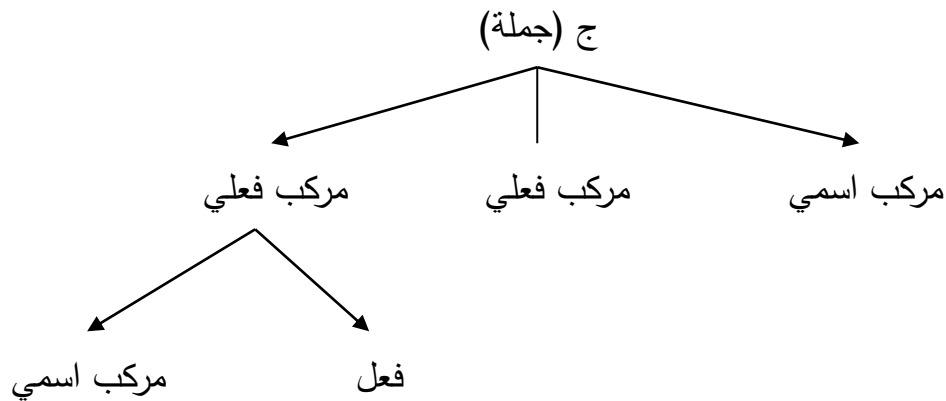 ج (جملة)
مركب اسمي مركب فعلي مركب فعلي
فعل مركب اسمي